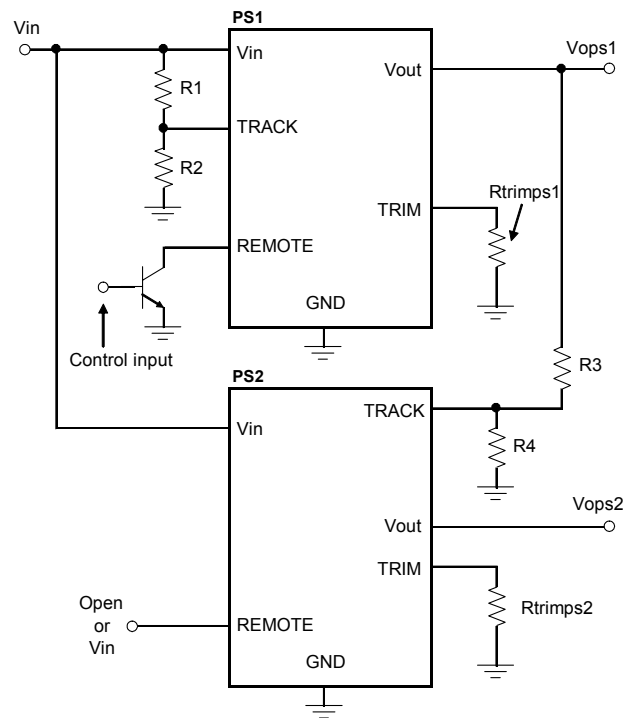 Vin
PS1
Vin
Vout
Vops1
R1
TRACK
R2
Rtrimps1
TRIM
REMOTE
GND
Control input
PS2
R3
TRACK
Vin
R4
Vout
Vops2
TRIM
Open
or
Vin
Rtrimps2
REMOTE
GND